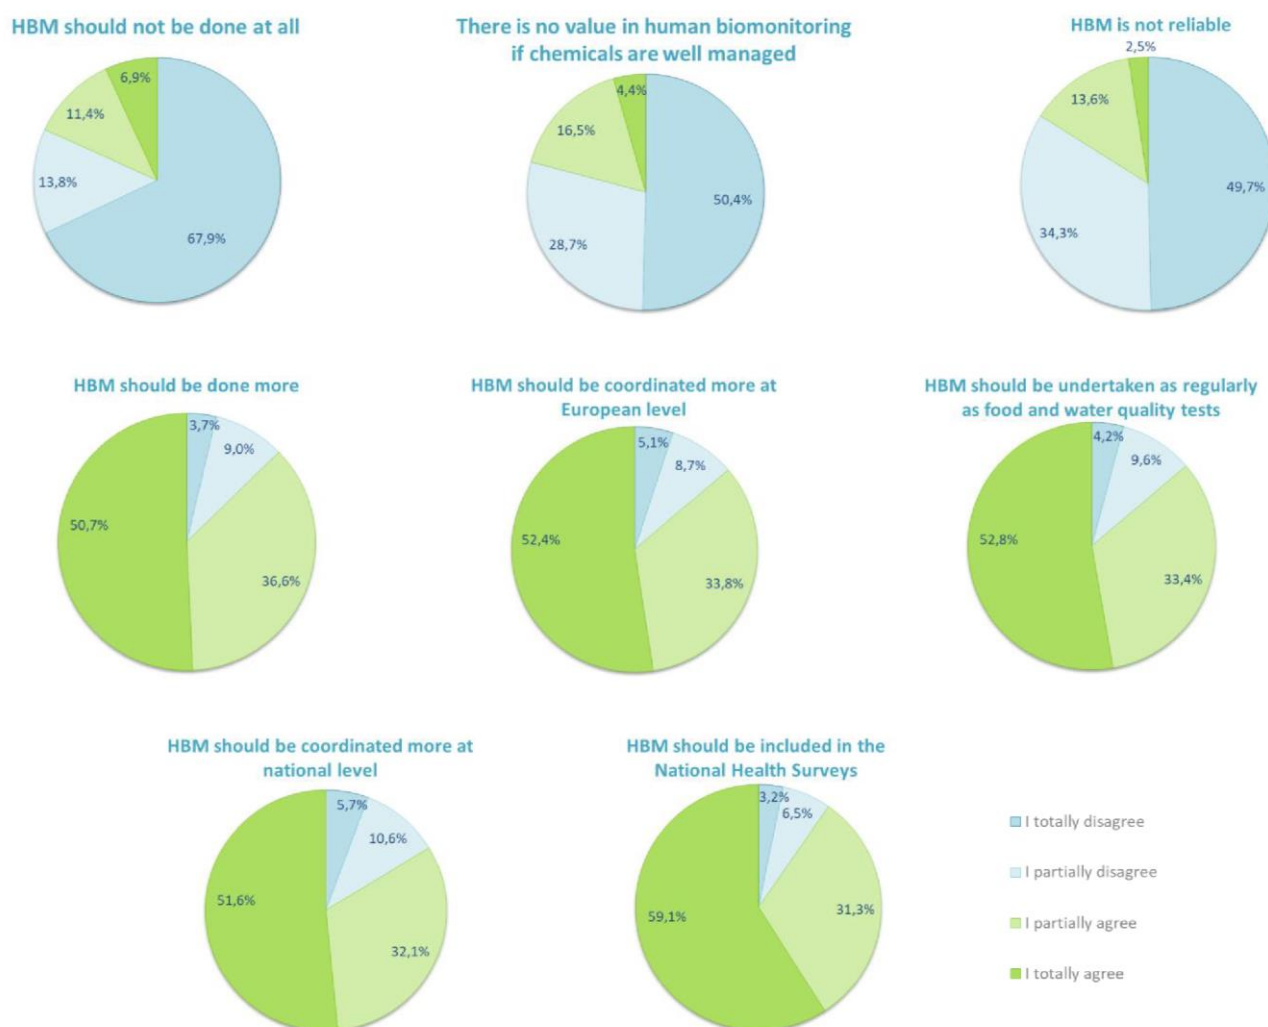 HBM should not be done at all
6,9%
11,4%
13,8%
67,9%
There is no value in human biomonitoring
if chemicals are well managed
4,4%
16,5%
50,4%
28,7%
HBM is not reliable
2,5%
13,6%
49,7%
34,3%
HBM should be done more
3,7%
9,0%
50,7%
36,6%
HBM should be coordinated more at
European level
5,1%
8,7%
52,4%
33,8%
HBM should be undertaken as regularly
as food and water quality tests
4,2%
9,6%
52,8%
33,4%
HBM should be coordinated more at
national level
5,7%
10,6%
51,6%
32,1%
HBM should be included in the
National Health Surveys
3,2%
6,5%
59,1%
31,3%
I totally disagree
I partially disagree
I partially agree
I totally agree